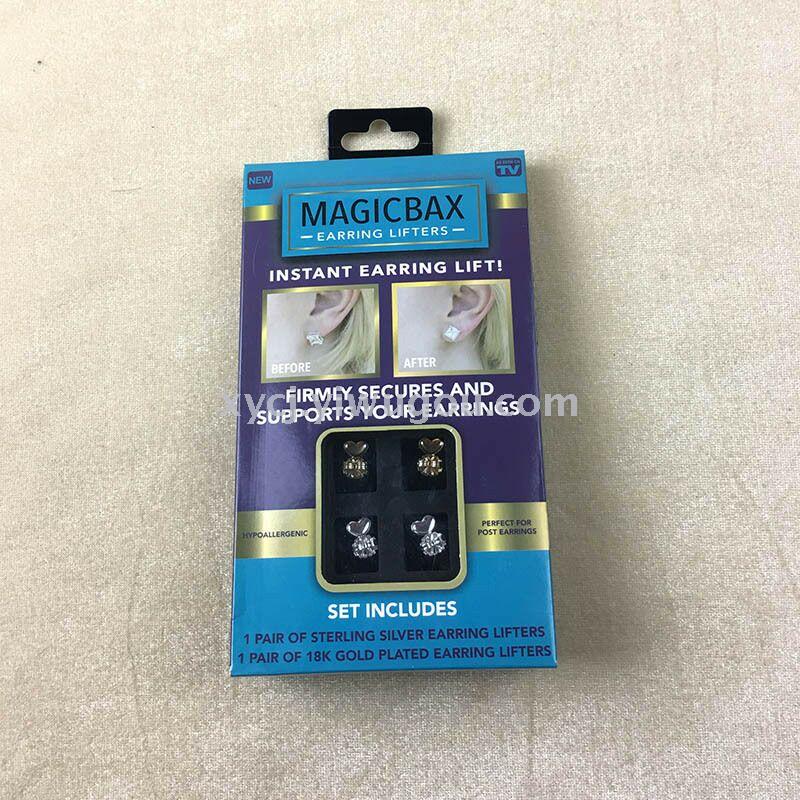 NEW
AS SEEN ON
TV
MAGICBAX
EARRING LIFTERS
INSTANT EARRING LIFT!
BEFORE
AFTER
FIRMLY SECURES AND
SUPPORTS YOUR EARRINGS
xycj.yiwugou.com
HYPOALLERGENIC
PERFECT FOR
POST EARRINGS
SET INCLUDES
1 PAIR OF STERLING SILVER EARRING LIFTERS
1 PAIR OF 18K GOLD PLATED EARRING LIFTERS